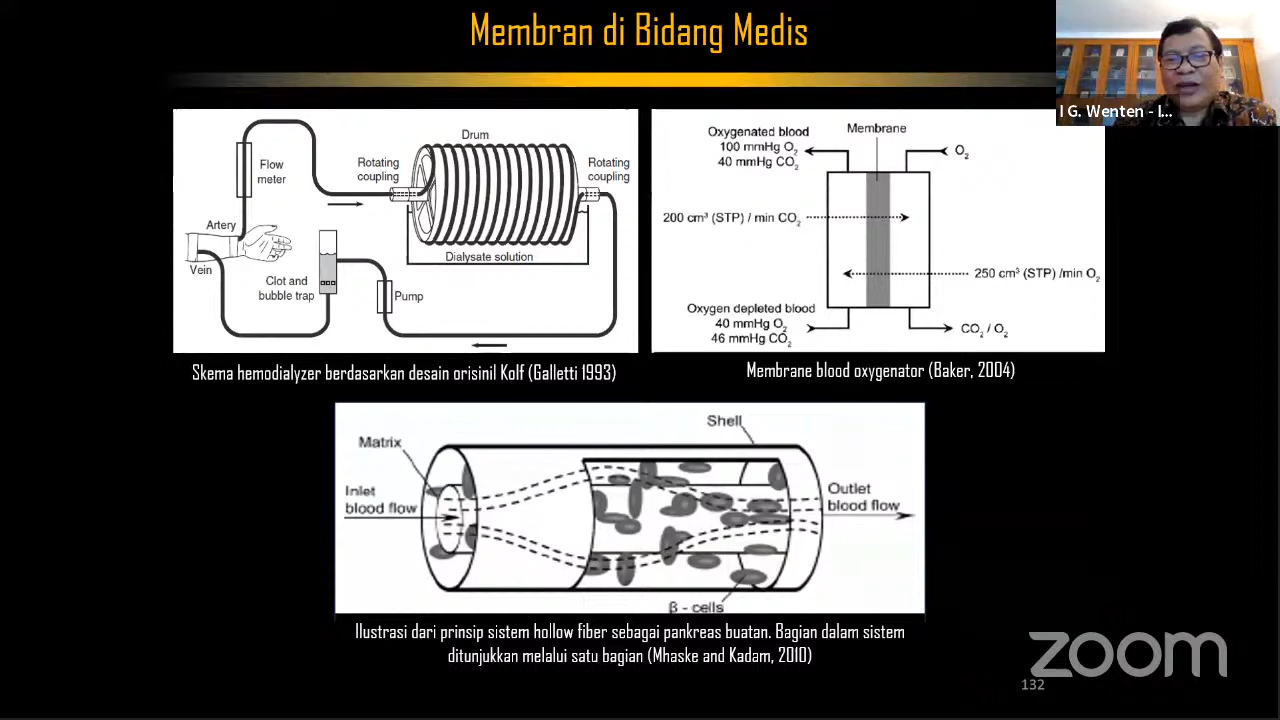 Membran di Bidang Medis
I G. Wenten - I...
Flow
meter
Artery
Vein
Clot and
bubble trap
Pump
Rotating
coupling
Drum
Rotating
coupling
Dialysate solution
Skema hemodialyzer berdasarkan desain orisinil Kolf (Galletti 1993)
Oxygenated blood
100 mmHg O₂
40 mmHg CO₂
Membrane
O₂
200 cm³ (STP) / min CO₂
250 cm³ (STP) /min O₂
Oxygen depleted blood
40 mmHg O₂
46 mmHg CO₂
CO₂ / O₂
Membrane blood oxygenator (Baker, 2004)
Matrix
Inlet
blood flow
Shell
Outlet
blood flow
β - cells
Ilustrasi dari prinsip sistem hollow fiber sebagai pankreas buatan. Bagian dalam sistem
ditunjukkan melalui satu bagian (Mhaske and Kadam, 2010)
zoom
132